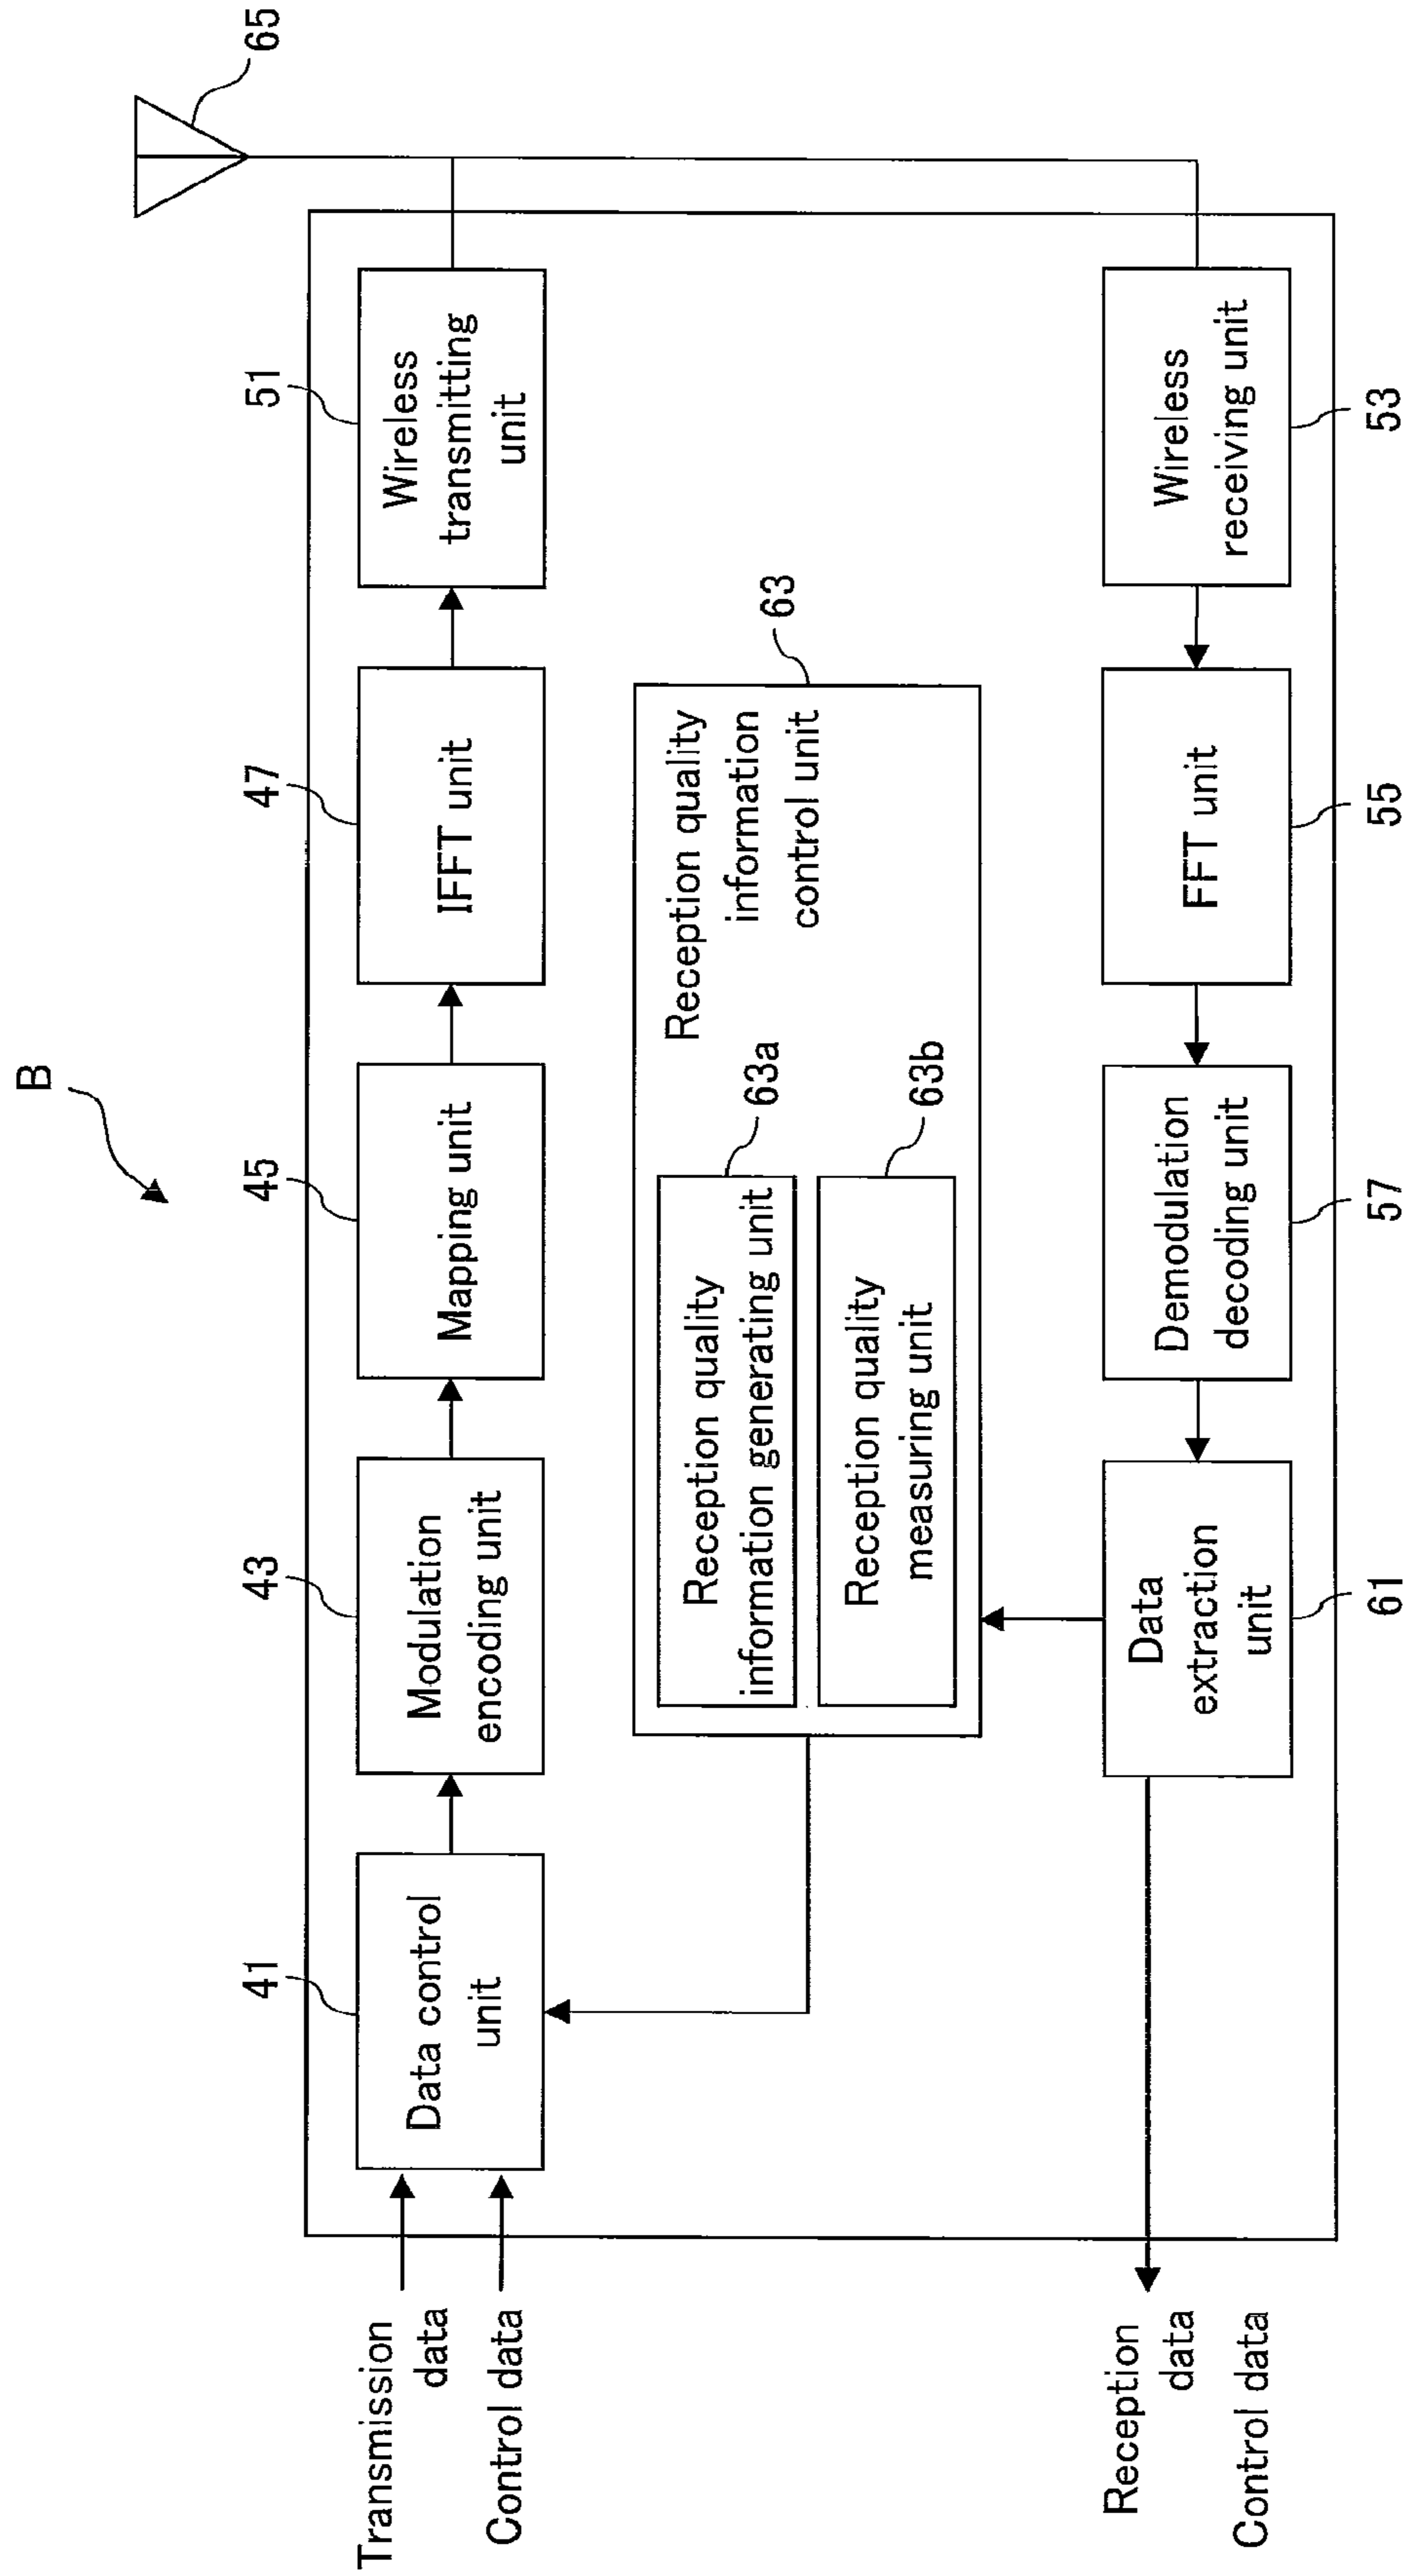 B
65
41
43
45
47
51
Transmission
data
Control data
Data control
unit
Modulation
encoding unit
Mapping unit
IFFT unit
Wireless
transmitting
unit
63
Reception quality
information
control unit
63a
Reception quality
information generating unit
63b
Reception quality
measuring unit
Reception
data
Control data
Data
extraction
unit
Demodulation
decoding unit
FFT unit
Wireless
receiving unit
61
57
55
53